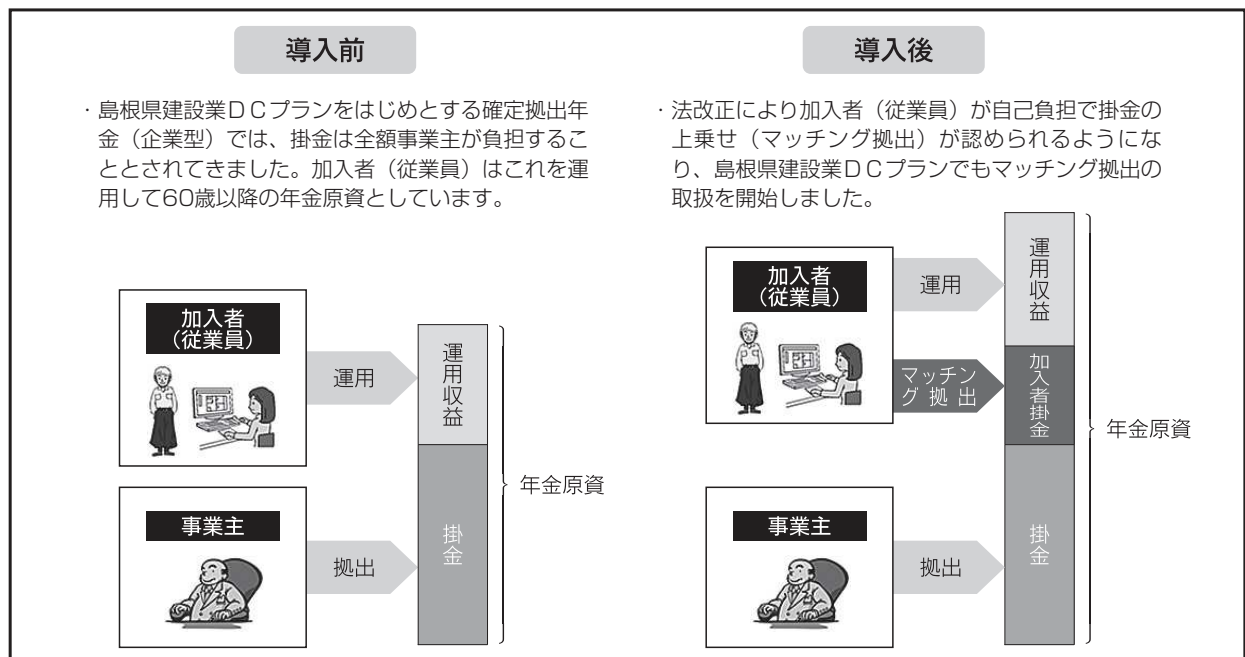 導入前
・島根県建設業ＤＣプランをはじめとする確定拠出年
金（企業型）では、掛金は全額事業主が負担するこ
ととされてきました。加入者（従業員）はこれを運
用して60歳以降の年金原資としています。
加入者
（従業員）
運用
運用収益
事業主
拠出
掛金
年金原資
導入後
・法改正により加入者（従業員）が自己負担で掛金の
上乗せ（マッチング拠出）が認められるようにな
り、島根県建設業ＤＣプランでもマッチング拠出の
取扱を開始しました。
加入者
（従業員）
運用
運用収益
マッチン
グ拠出
加入者掛金
事業主
拠出
掛金
年金原資